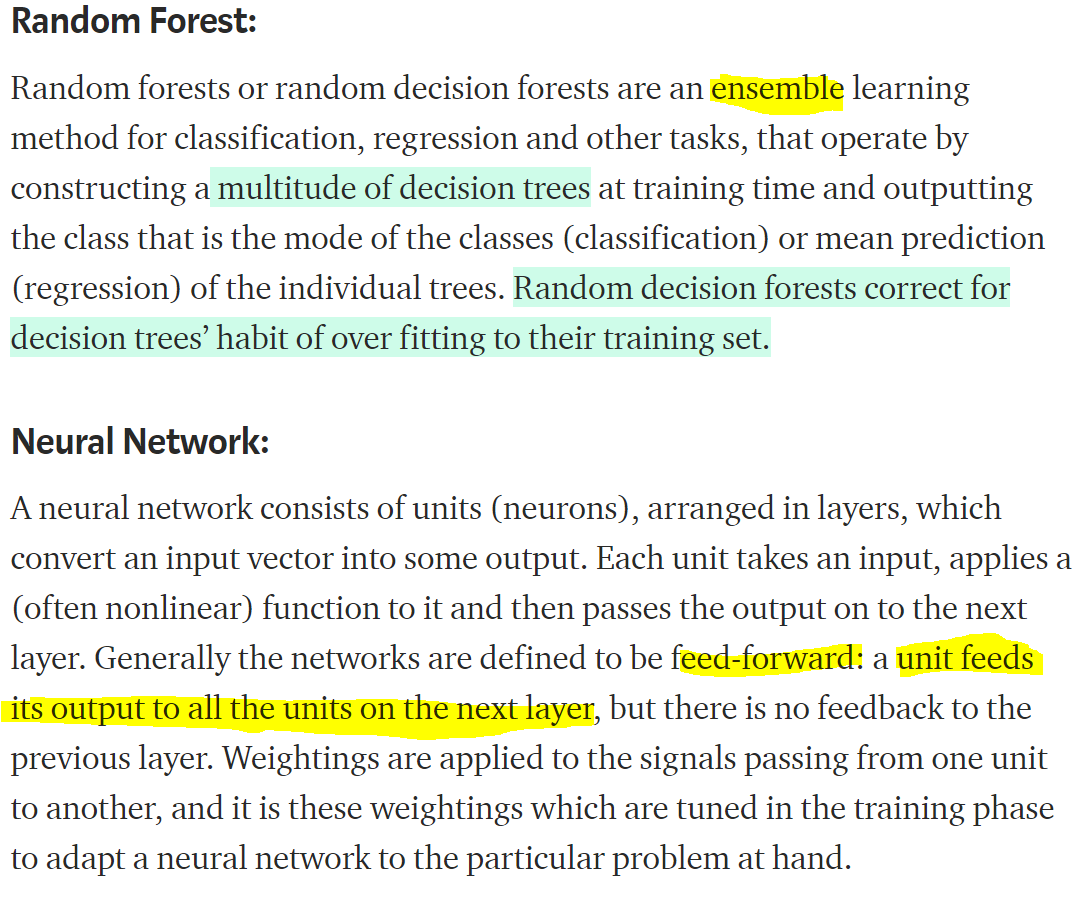 Random Forest:
Random forests or random decision forests are an ensemble learning
method for classification, regression and other tasks, that operate by
constructing a multitude of decision trees at training time and outputting
the class that is the mode of the classes (classification) or mean prediction
(regression) of the individual trees. Random decision forests correct for
decision trees’ habit of over fitting to their training set.
Neural Network:
A neural network consists of units (neurons), arranged in layers, which
convert an input vector into some output. Each unit takes an input, applies a
(often nonlinear) function to it and then passes the output on to the next
layer. Generally the networks are defined to be feed-forward: a unit feeds
its output to all the units on the next layer, but there is no feedback to the
previous layer. Weightings are applied to the signals passing from one unit
to another, and it is these weightings which are tuned in the training phase
to adapt a neural network to the particular problem at hand.